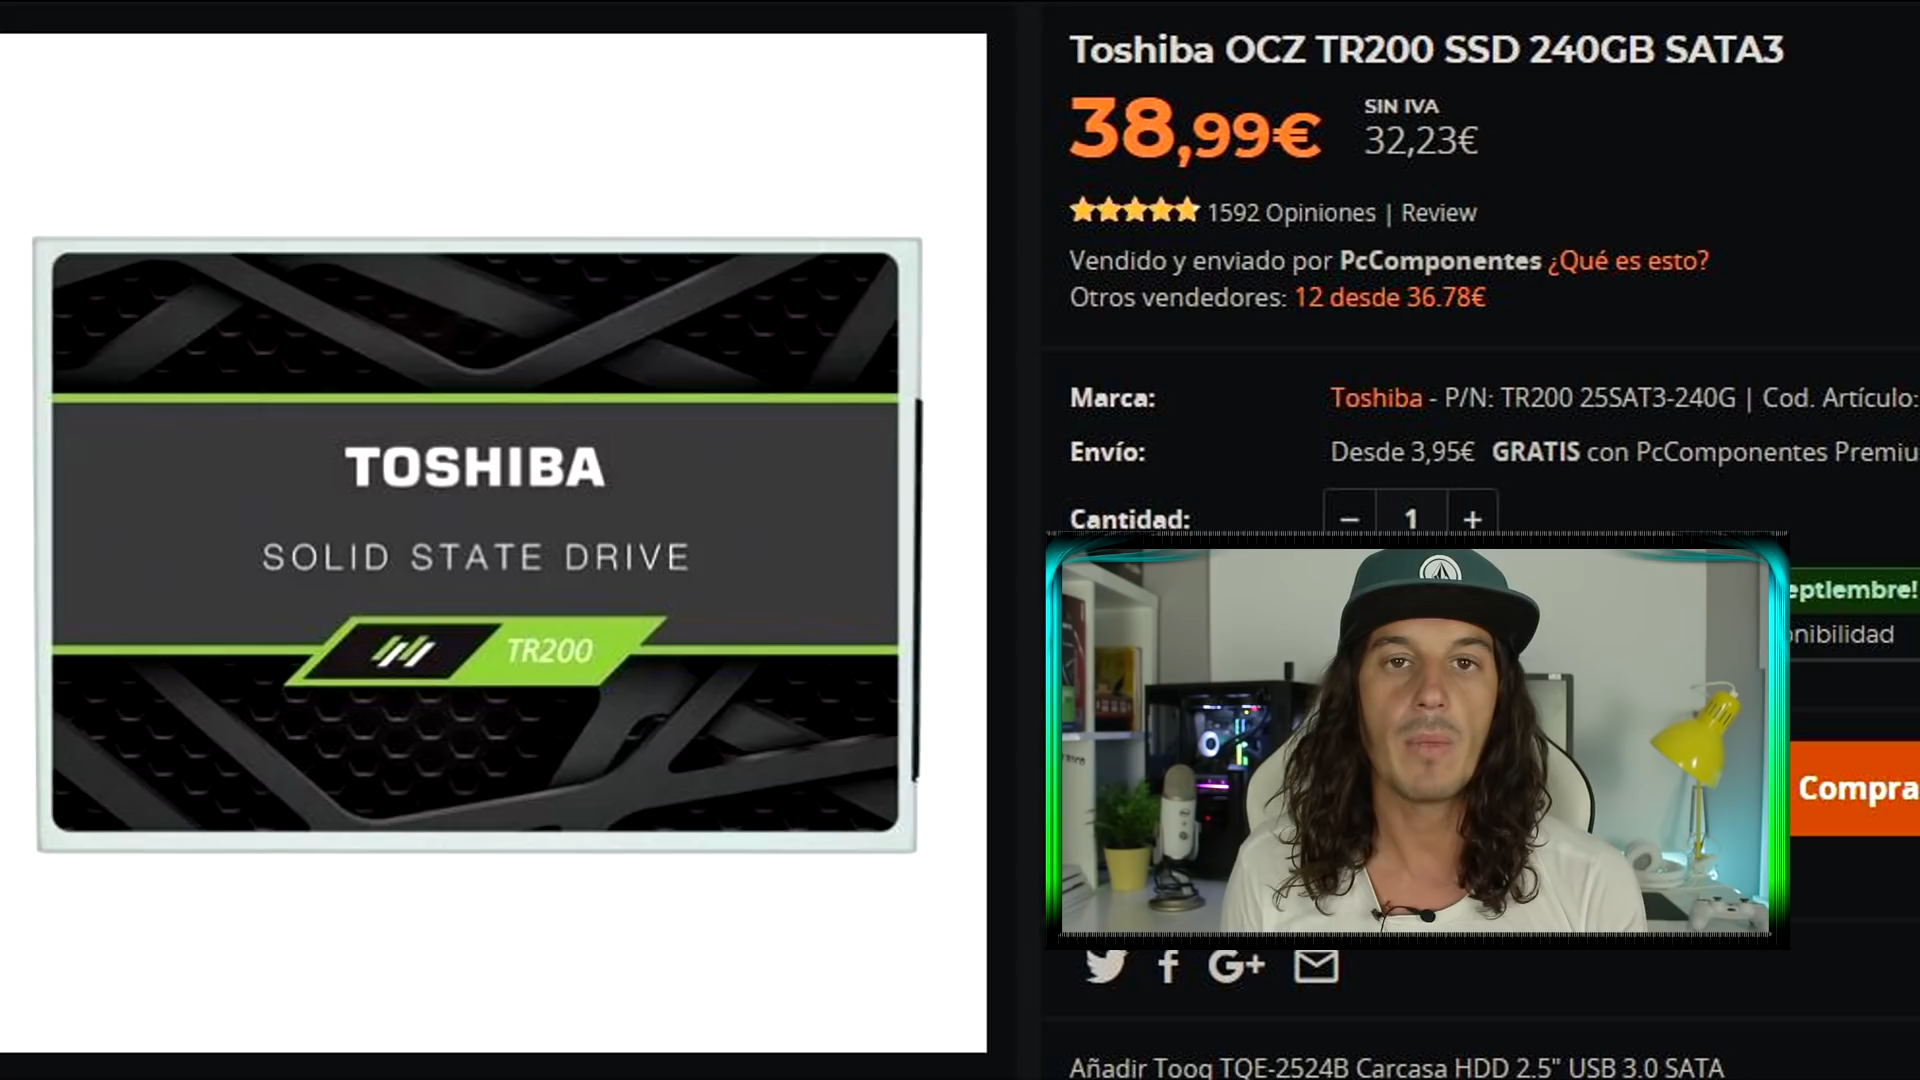 TOSHIBA
SOLID STATE DRIVE
TR200
Toshiba OCZ TR200 SSD 240GB SATA3
38,99€
SIN IVA
32,23€
1592 Opiniones | Review
Vendido y enviado por PcComponentes ¿Qué es esto?
Otros vendedores: 12 desde 36.78€
Marca: Toshiba - P/N: TR200 25SAT3-240G | Cod. Artículo:
Envío: Desde 3,95€ GRATIS con PcComponentes Premiu
Cantidad: − 1 +
eptiembre!
onibilidad
Compra
G+
Añadir Tooq TQE-2524B Carcasa HDD 2.5" USB 3.0 SATA